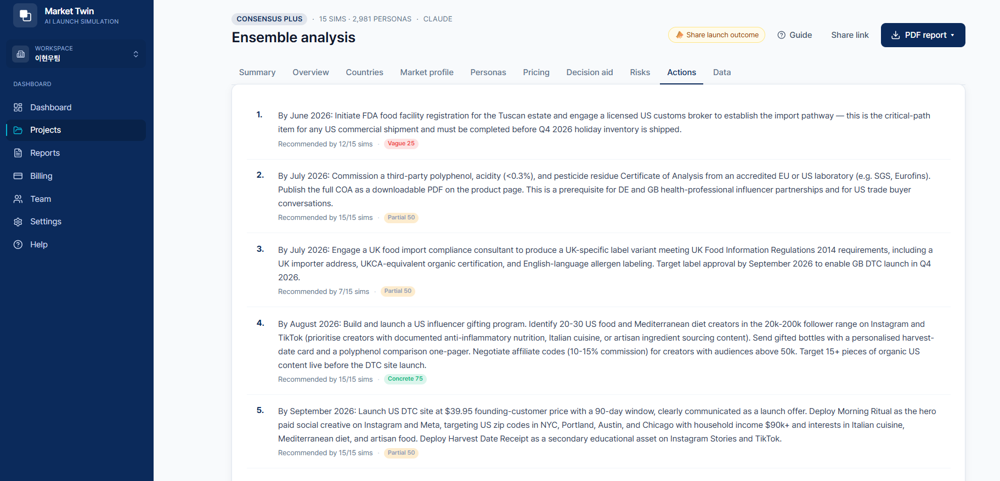 Market Twin
AI LAUNCH SIMULATION
WORKSPACE
이현우팀
DASHBOARD
Dashboard
Projects
Reports
Billing
Team
Settings
Help
CONSENSUS PLUS · 15 SIMS · 2,981 PERSONAS · CLAUDE
Ensemble analysis
Share launch outcome
Guide
Share link
PDF report
Summary Overview Countries Market profile Personas Pricing Decision aid Risks Actions Data
1. By June 2026: Initiate FDA food facility registration for the Tuscan estate and engage a licensed US customs broker to establish the import pathway — this is the critical-path
item for any US commercial shipment and must be completed before Q4 2026 holiday inventory is shipped.
Recommended by 12/15 sims · Vague 25
2. By July 2026: Commission a third-party polyphenol, acidity (<0.3%), and pesticide residue Certificate of Analysis from an accredited EU or US laboratory (e.g. SGS, Eurofins).
Publish the full COA as a downloadable PDF on the product page. This is a prerequisite for DE and GB health-professional influencer partnerships and for US trade buyer
conversations.
Recommended by 15/15 sims · Partial 50
3. By July 2026: Engage a UK food import compliance consultant to produce a UK-specific label variant meeting UK Food Information Regulations 2014 requirements, including a
UK importer address, UKCA-equivalent organic certification, and English-language allergen labeling. Target label approval by September 2026 to enable GB DTC launch in Q4
2026.
Recommended by 7/15 sims · Partial 50
4. By August 2026: Build and launch a US influencer gifting program. Identify 20-30 US food and Mediterranean diet creators in the 20k-200k follower range on Instagram and
TikTok (prioritise creators with documented anti-inflammatory nutrition, Italian cuisine, or artisan ingredient sourcing content). Send gifted bottles with a personalised harvest-
date card and a polyphenol comparison one-pager. Negotiate affiliate codes (10-15% commission) for creators with audiences above 50k. Target 15+ pieces of organic US
content live before the DTC site launch.
Recommended by 15/15 sims · Concrete 75
5. By September 2026: Launch US DTC site at $39.95 founding-customer price with a 90-day window, clearly communicated as a launch offer. Deploy Morning Ritual as the hero
paid social creative on Instagram and Meta, targeting US zip codes in NYC, Portland, Austin, and Chicago with household income $90k+ and interests in Italian cuisine,
Mediterranean diet, and artisan food. Deploy Harvest Date Receipt as a secondary educational asset on Instagram Stories and TikTok.
Recommended by 15/15 sims · Partial 50